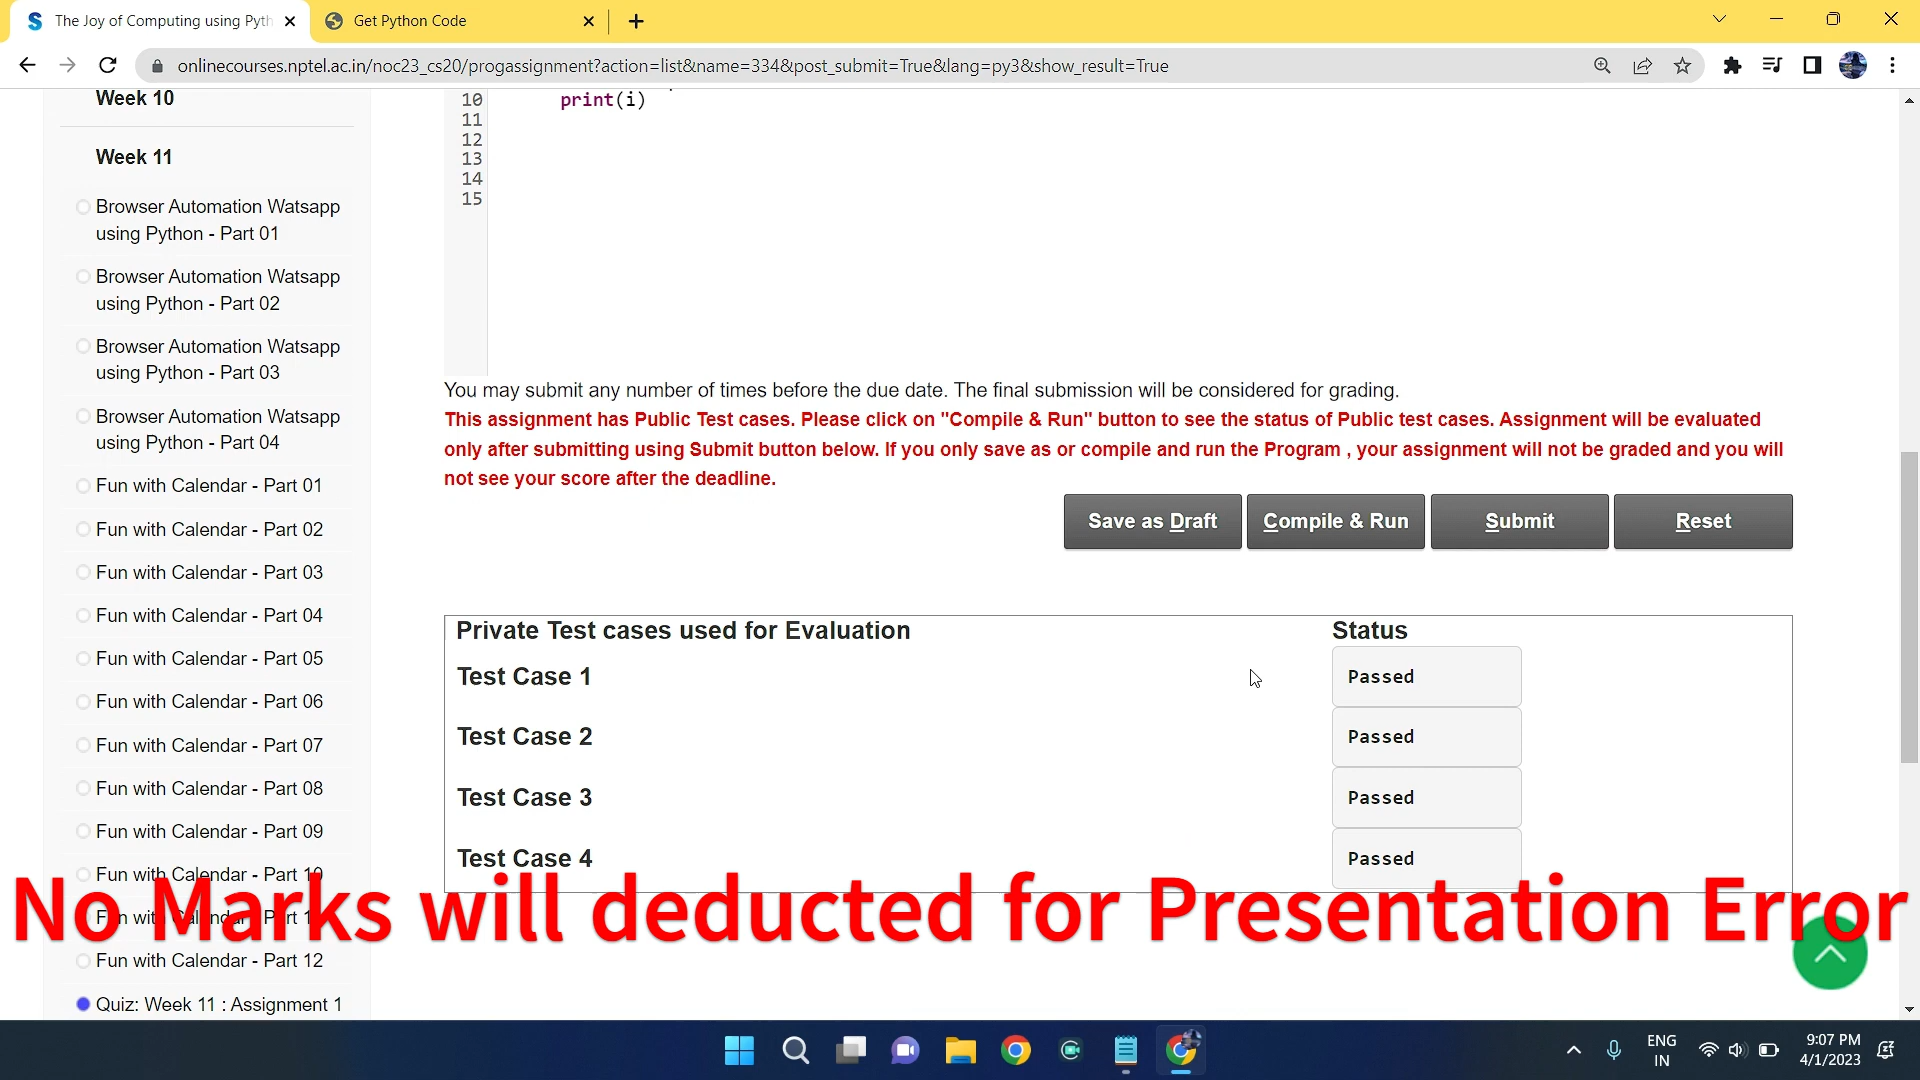 The Joy of Computing using Pyth
Get Python Code
onlinecourses.nptel.ac.in/noc23_cs20/progassignment?action=list&name=334&post_submit=True&lang=py3&show_result=True
Week 10
Week 11
Browser Automation Watsapp
using Python - Part 01
Browser Automation Watsapp
using Python - Part 02
Browser Automation Watsapp
using Python - Part 03
Browser Automation Watsapp
using Python - Part 04
Fun with Calendar - Part 01
Fun with Calendar - Part 02
Fun with Calendar - Part 03
Fun with Calendar - Part 04
Fun with Calendar - Part 05
Fun with Calendar - Part 06
Fun with Calendar - Part 07
Fun with Calendar - Part 08
Fun with Calendar - Part 09
Fun with Calendar - Part 10
Fun with Calendar - Part 1
Fun with Calendar - Part 12
Quiz: Week 11 : Assignment 1
10 print(i)
11
12
13
14
15
You may submit any number of times before the due date. The final submission will be considered for grading.
This assignment has Public Test cases. Please click on "Compile & Run" button to see the status of Public test cases. Assignment will be evaluated
only after submitting using Submit button below. If you only save as or compile and run the Program , your assignment will not be graded and you will
not see your score after the deadline.
Save as Draft Compile & Run Submit Reset
Private Test cases used for Evaluation Status
Test Case 1 Passed
Test Case 2 Passed
Test Case 3 Passed
Test Case 4 Passed
No Marks will deducted for Presentation Error
ENG
IN
9:07 PM
4/1/2023